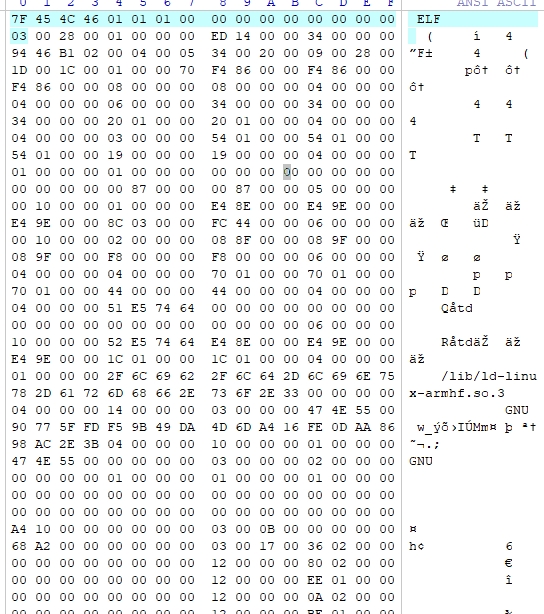 0 1 2 3 4 5 6 7 8 9 A B C D E F ANSI ASCII
7F 45 4C 46 01 01 01 00 00 00 00 00 00 00 00 00 ELF
03 00 28 00 01 00 00 00 ED 14 00 00 34 00 00 00 ( í 4
94 46 B1 02 00 04 00 05 34 00 20 00 09 00 28 00 ”F± 4 (
1D 00 1C 00 01 00 00 70 F4 86 00 00 F4 86 00 00 pô† ô†
F4 86 00 00 08 00 00 00 08 00 00 00 04 00 00 00 ô†
04 00 00 00 06 00 00 00 34 00 00 00 34 00 00 00 4 4
34 00 00 00 20 01 00 00 20 01 00 00 04 00 00 00 4
04 00 00 00 03 00 00 00 54 01 00 00 54 01 00 00 T T
54 01 00 00 19 00 00 00 19 00 00 00 04 00 00 00 T
01 00 00 00 01 00 00 00 00 00 00 00 00 00 00 00
00 00 00 00 00 87 00 00 00 87 00 00 05 00 00 00 ‡ ‡
00 10 00 00 01 00 00 00 E4 8E 00 00 E4 9E 00 00 äŽ äž
E4 9E 00 00 8C 03 00 00 FC 44 00 00 06 00 00 00 äž Œ üD
00 10 00 00 02 00 00 00 08 8F 00 00 08 9F 00 00 Ÿ
08 9F 00 00 F8 00 00 00 F8 00 00 00 06 00 00 00 Ÿ ø ø
04 00 00 00 04 00 00 00 70 01 00 00 70 01 00 00 p p
70 01 00 00 44 00 00 00 44 00 00 00 04 00 00 00 p D D
04 00 00 00 51 E5 74 64 00 00 00 00 00 00 00 00 Qåtd
00 00 00 00 00 00 00 00 00 00 00 00 06 00 00 00
10 00 00 00 52 E5 74 64 E4 8E 00 00 E4 9E 00 00 RåtdäŽ äž
E4 9E 00 00 1C 01 00 00 1C 01 00 00 04 00 00 00 äž
01 00 00 00 2F 6C 69 62 2F 6C 64 2D 6C 69 6E 75 /lib/ld-linu
78 2D 61 72 6D 68 66 2E 73 6F 2E 33 00 00 00 00 x-armhf.so.3
04 00 00 00 14 00 00 00 03 00 00 00 47 4E 55 00 GNU
90 77 5F FD F5 9B 49 DA 4D 6D A4 16 FE 0D AA 86 w_ýõ›IÚMm¤ þ ª†
98 AC 2E 3B 04 00 00 00 10 00 00 00 01 00 00 00 ˜¬.;
47 4E 55 00 00 00 00 00 03 00 00 00 02 00 00 00 GNU
00 00 00 00 01 00 00 00 01 00 00 00 01 00 00 00
00 00 00 00 00 00 00 00 00 00 00 00 00 00 00 00
00 00 00 00 00 00 00 00 00 00 00 00 00 00 00 00
A4 10 00 00 00 00 00 00 03 00 0B 00 00 00 00 00 ¤
68 A2 00 00 00 00 00 00 03 00 17 00 36 02 00 00 h¢ 6
00 00 00 00 00 00 00 00 12 00 00 00 80 02 00 00 €
00 00 00 00 00 00 00 00 12 00 00 00 EE 01 00 00 î
00 00 00 00 00 00 00 00 12 00 00 00 0A 02 00 00
00 00 00 00 00 00 00 00 12 00 00 00